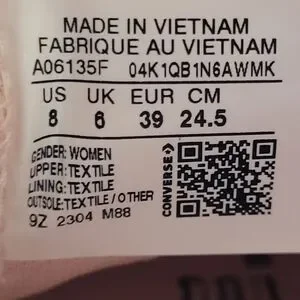 MADE IN VIETNAM
FABRIQUE AU VIETNAM
A06135F 04K1QB1N6AWMK
US UK EUR CM
8 6 39 24.5
GENDER: WOMEN
UPPER: TEXTILE
LINING: TEXTILE
OUTSOLE: TEXTILE / OTHER
9Z 2304 M88
CONVERSE